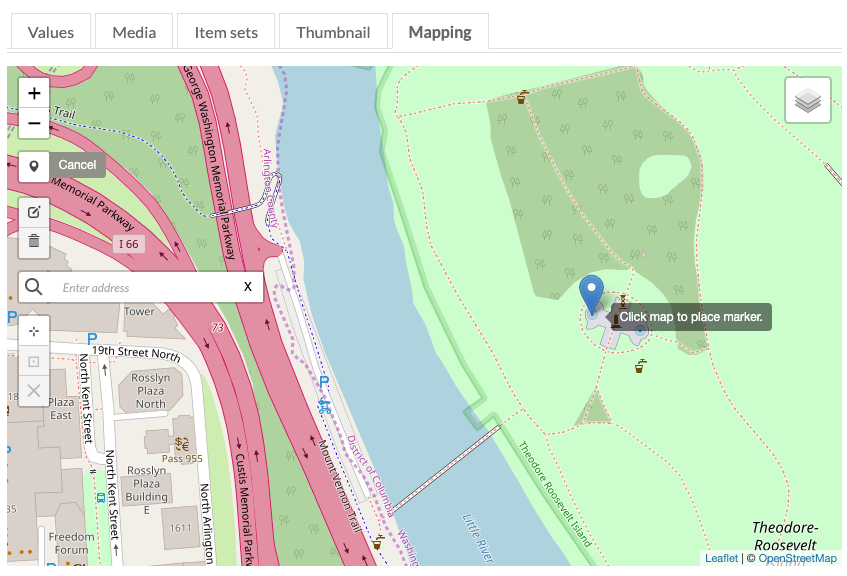 Values
Media
Item sets
Thumbnail
Mapping
+
−
Trail
George Washington Memorial Parkway
Arlington County
Cancel
Memorial Parkway
I 66
Enter address
X
P
Tower
73
P
19th Street North
Click map to place marker.
North Kent Street
Rosslyn
Plaza
North
Plaza
East
P
Pass 955
Rosslyn
Plaza
Building
E
North Kent Street
1611
35
Freedom
Forum
North Arlington
Custis Memorial Parkw
Mount Vernon Trail
District of Columbia
Washing
Little River
Theodore Roosevelt Island
Theodore-
Roosevelt
Leaflet | © OpenStreetMap